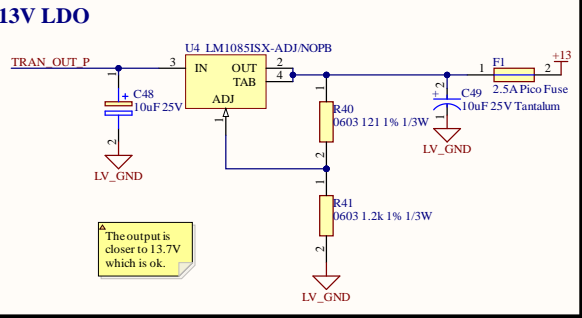 13V LDO
U4 LM1085ISX-ADJ/NOPB
TRAN_OUT_P
3 IN OUT 2
TAB 4
ADJ
1
1
+ C48
10uF 25V
2
LV_GND
1
R40
0603 121 1% 1/3W
2
1
R41
0603 1.2k 1% 1/3W
2
LV_GND
2
+ C49
10uF 25V Tantalum
1
LV_GND
F1
1 2
2.5A Pico Fuse
+13
The output is
closer to 13.7V
which is ok.